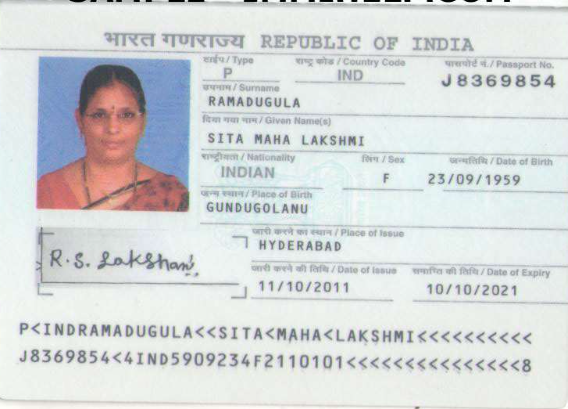 भारत गणराज्य REPUBLIC OF INDIA
टाईप / Type राष्ट्र कोड / Country Code पासपोर्ट नं. / Passport No.
P IND J8369854
उपनाम / Surname
RAMADUGULA
दिया गया नाम / Given Name(s)
SITA MAHA LAKSHMI
राष्ट्रीयता / Nationality लिंग / Sex जन्मतिथि / Date of Birth
INDIAN F 23/09/1959
जन्म स्थान / Place of Birth
GUNDUGOLANU
जारी करने का स्थान / Place of Issue
HYDERABAD
R.S. Lakshmi
जारी करने की तिथि / Date of Issue समाप्ति की तिथि / Date of Expiry
11/10/2011 10/10/2021
P<INDRAMADUGULA<<SITA<MAHA<LAKSHMI<<<<<<<<<<
J8369854<4IND5909234F2110101<<<<<<<<<<<<<<<8